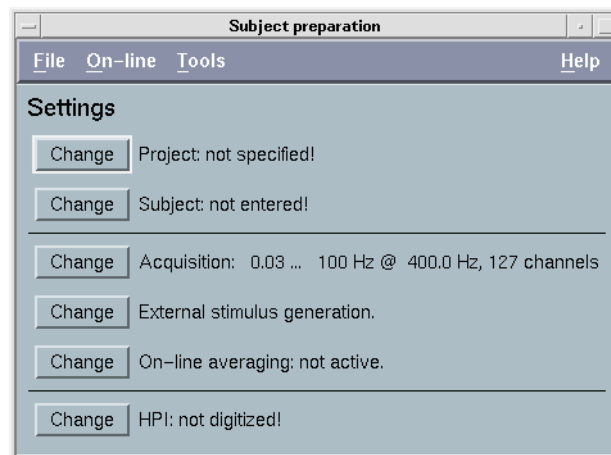 Subject preparation
File On-line Tools Help
Settings
Change Project: not specified!
Change Subject: not entered!
Change Acquisition: 0.03 ... 100 Hz @ 400.0 Hz, 127 channels
Change External stimulus generation.
Change On-line averaging: not active.
Change HPI: not digitized!